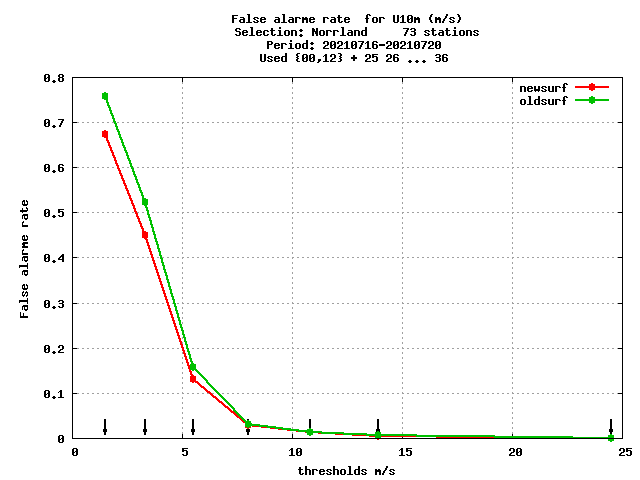 False alarme rate  for U10m (m/s)
Selection: Norrland     73 stations
Period: 20210716-20210720
Used {00,12} + 25 26 ... 36
newsurf
oldsurf
0.8
0.7
0.6
0.5
0.4
0.3
0.2
0.1
0
False alarme rate
0 5 10 15 20 25
thresholds m/s